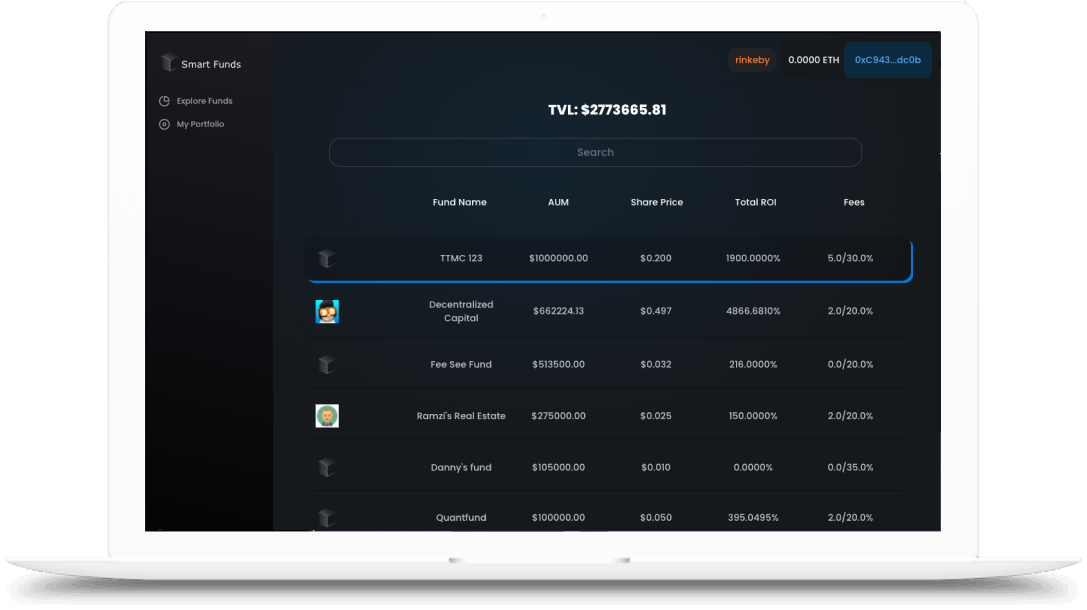 Smart Funds
rinkeby 0.0000 ETH 0xC943...dc0b
Explore Funds
My Portfolio
TVL: $2773665.81
Search
Fund Name AUM Share Price Total ROI Fees
TTMC 123 $1000000.00 $0.200 1900.0000% 5.0/30.0%
Decentralized
Capital $662224.13 $0.497 4866.6810% 2.0/20.0%
Fee See Fund $513500.00 $0.032 216.0000% 0.0/20.0%
Ramzi's Real Estate $275000.00 $0.025 150.0000% 2.0/20.0%
Danny's fund $105000.00 $0.010 0.0000% 0.0/35.0%
Quantfund $100000.00 $0.050 395.0495% 2.0/20.0%